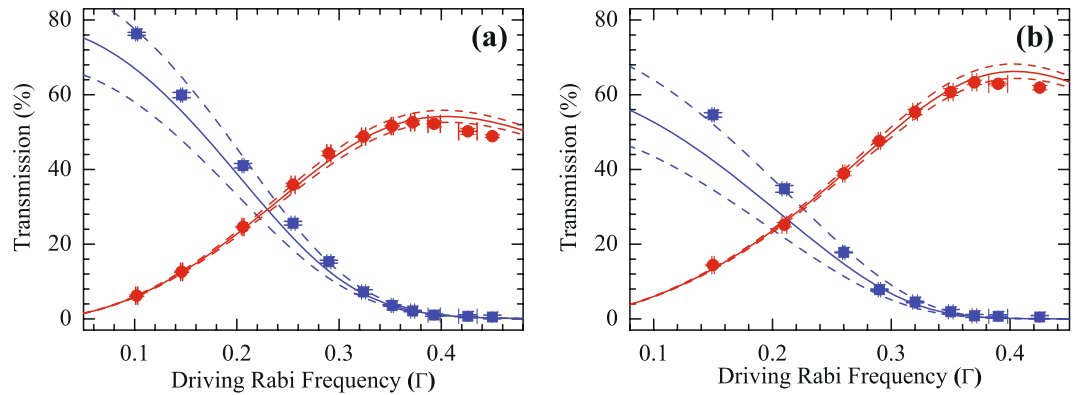 (a)
80
60
40
20
0
Transmission (%)
0.1 0.2 0.3 0.4
Driving Rabi Frequency (Γ)
(b)
80
60
40
20
0
Transmission (%)
0.1 0.2 0.3 0.4
Driving Rabi Frequency (Γ)